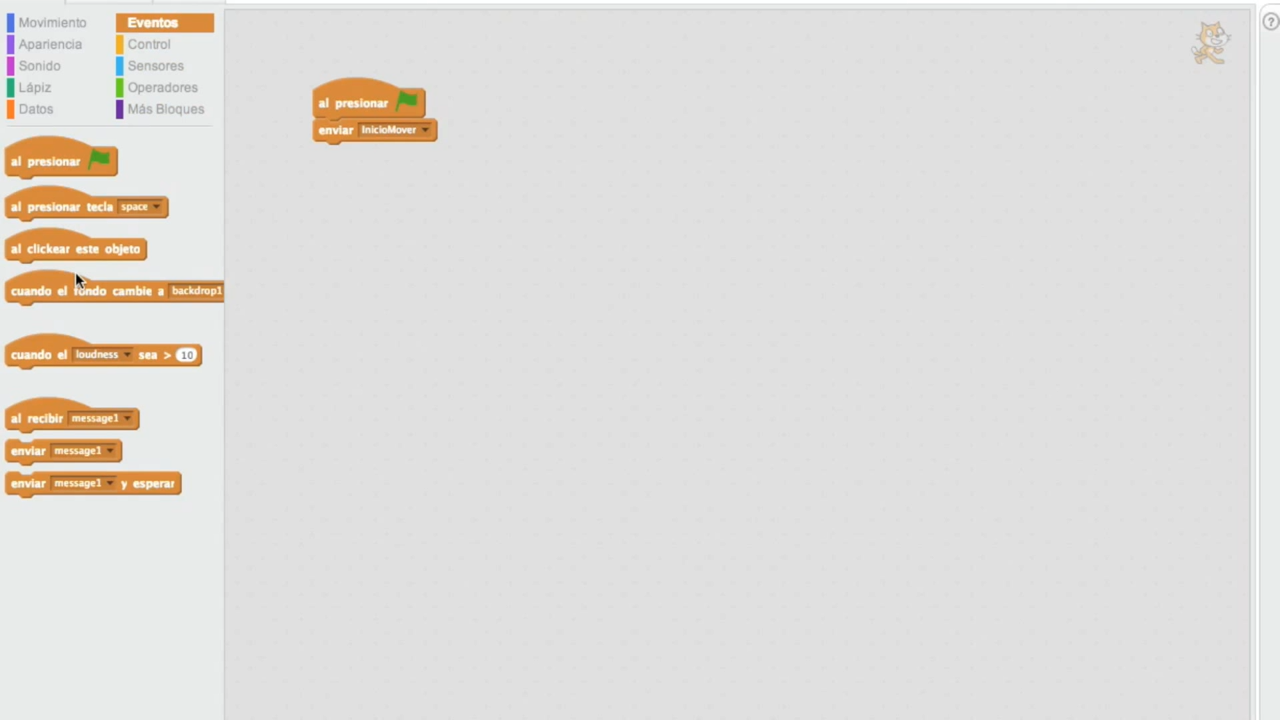 Movimiento
Eventos
Apariencia
Control
Sonido
Sensores
Lápiz
Operadores
Datos
Más Bloques
al presionar
al presionar tecla space
al clickear este objeto
cuando el fondo cambie a backdrop1
cuando el loudness sea > 10
al recibir message1
enviar message1
enviar message1 y esperar
al presionar
enviar InicioMover
?